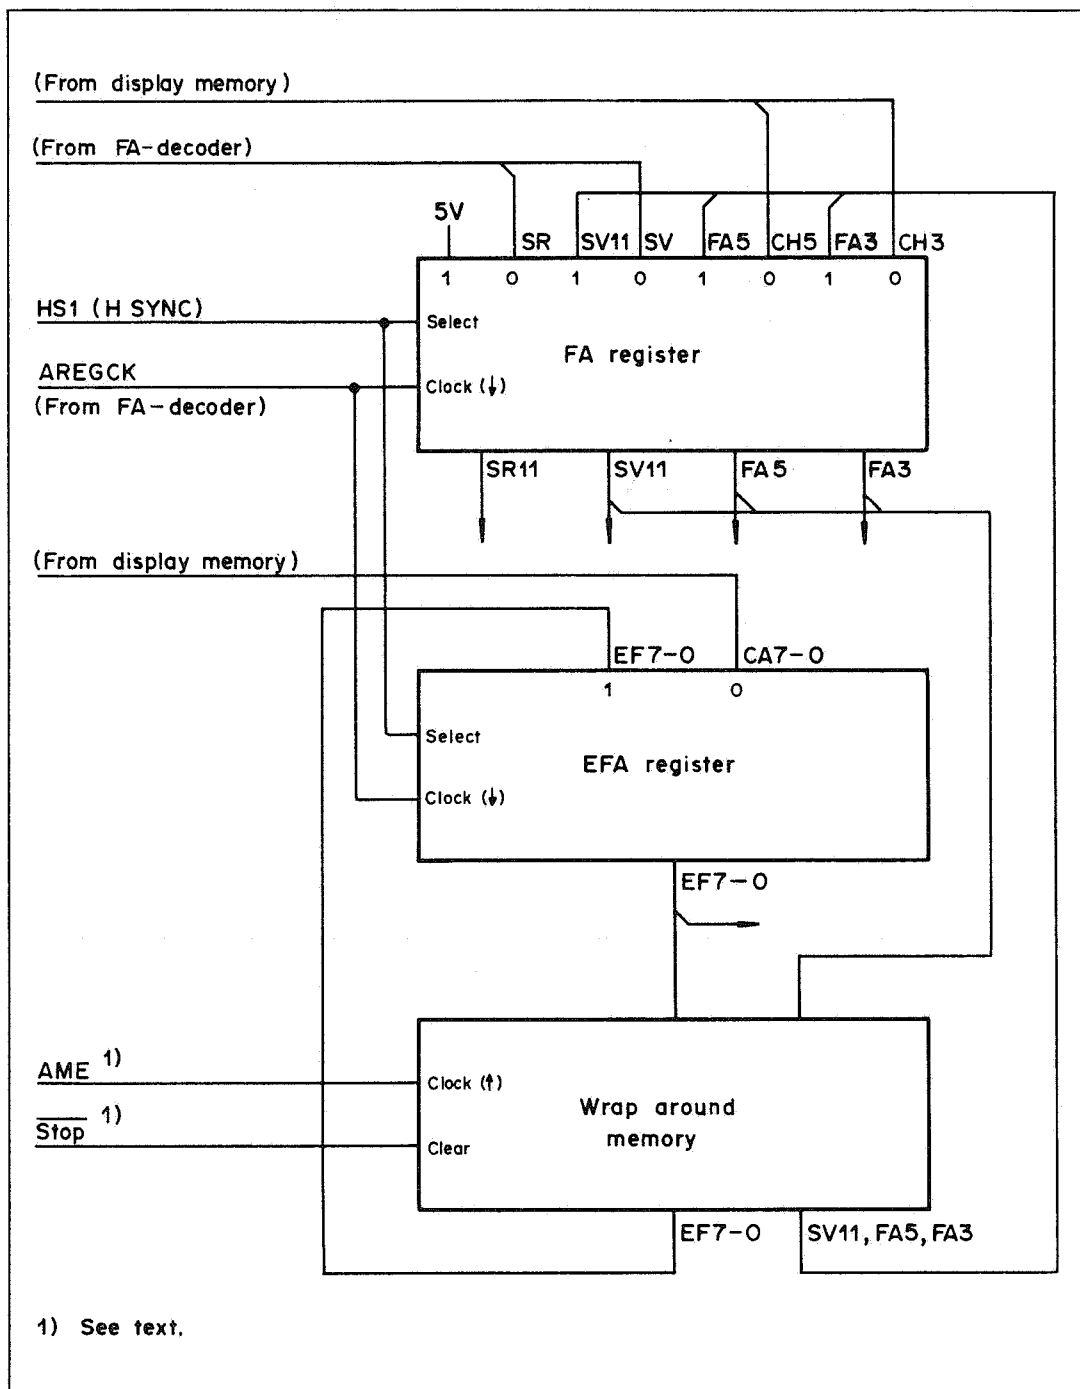 (From display memory)
(From FA-decoder)
5V
SR SV11 SV FA5 CH5 FA3 CH3
1 0 1 0 1 0 1 0
HS1 (H SYNC)
Select
FA register
AREGCK
Clock (↓)
(From FA-decoder)
SR11 SV11 FA5 FA3
(From display memory)
EF7-0 CA7-0
1 0
Select
EFA register
Clock (↓)
EF7-0
AME 1)
Clock (↑)
Wrap around
memory
Stop 1)
Clear
EF7-0 SV11, FA5, FA3
1) See text.